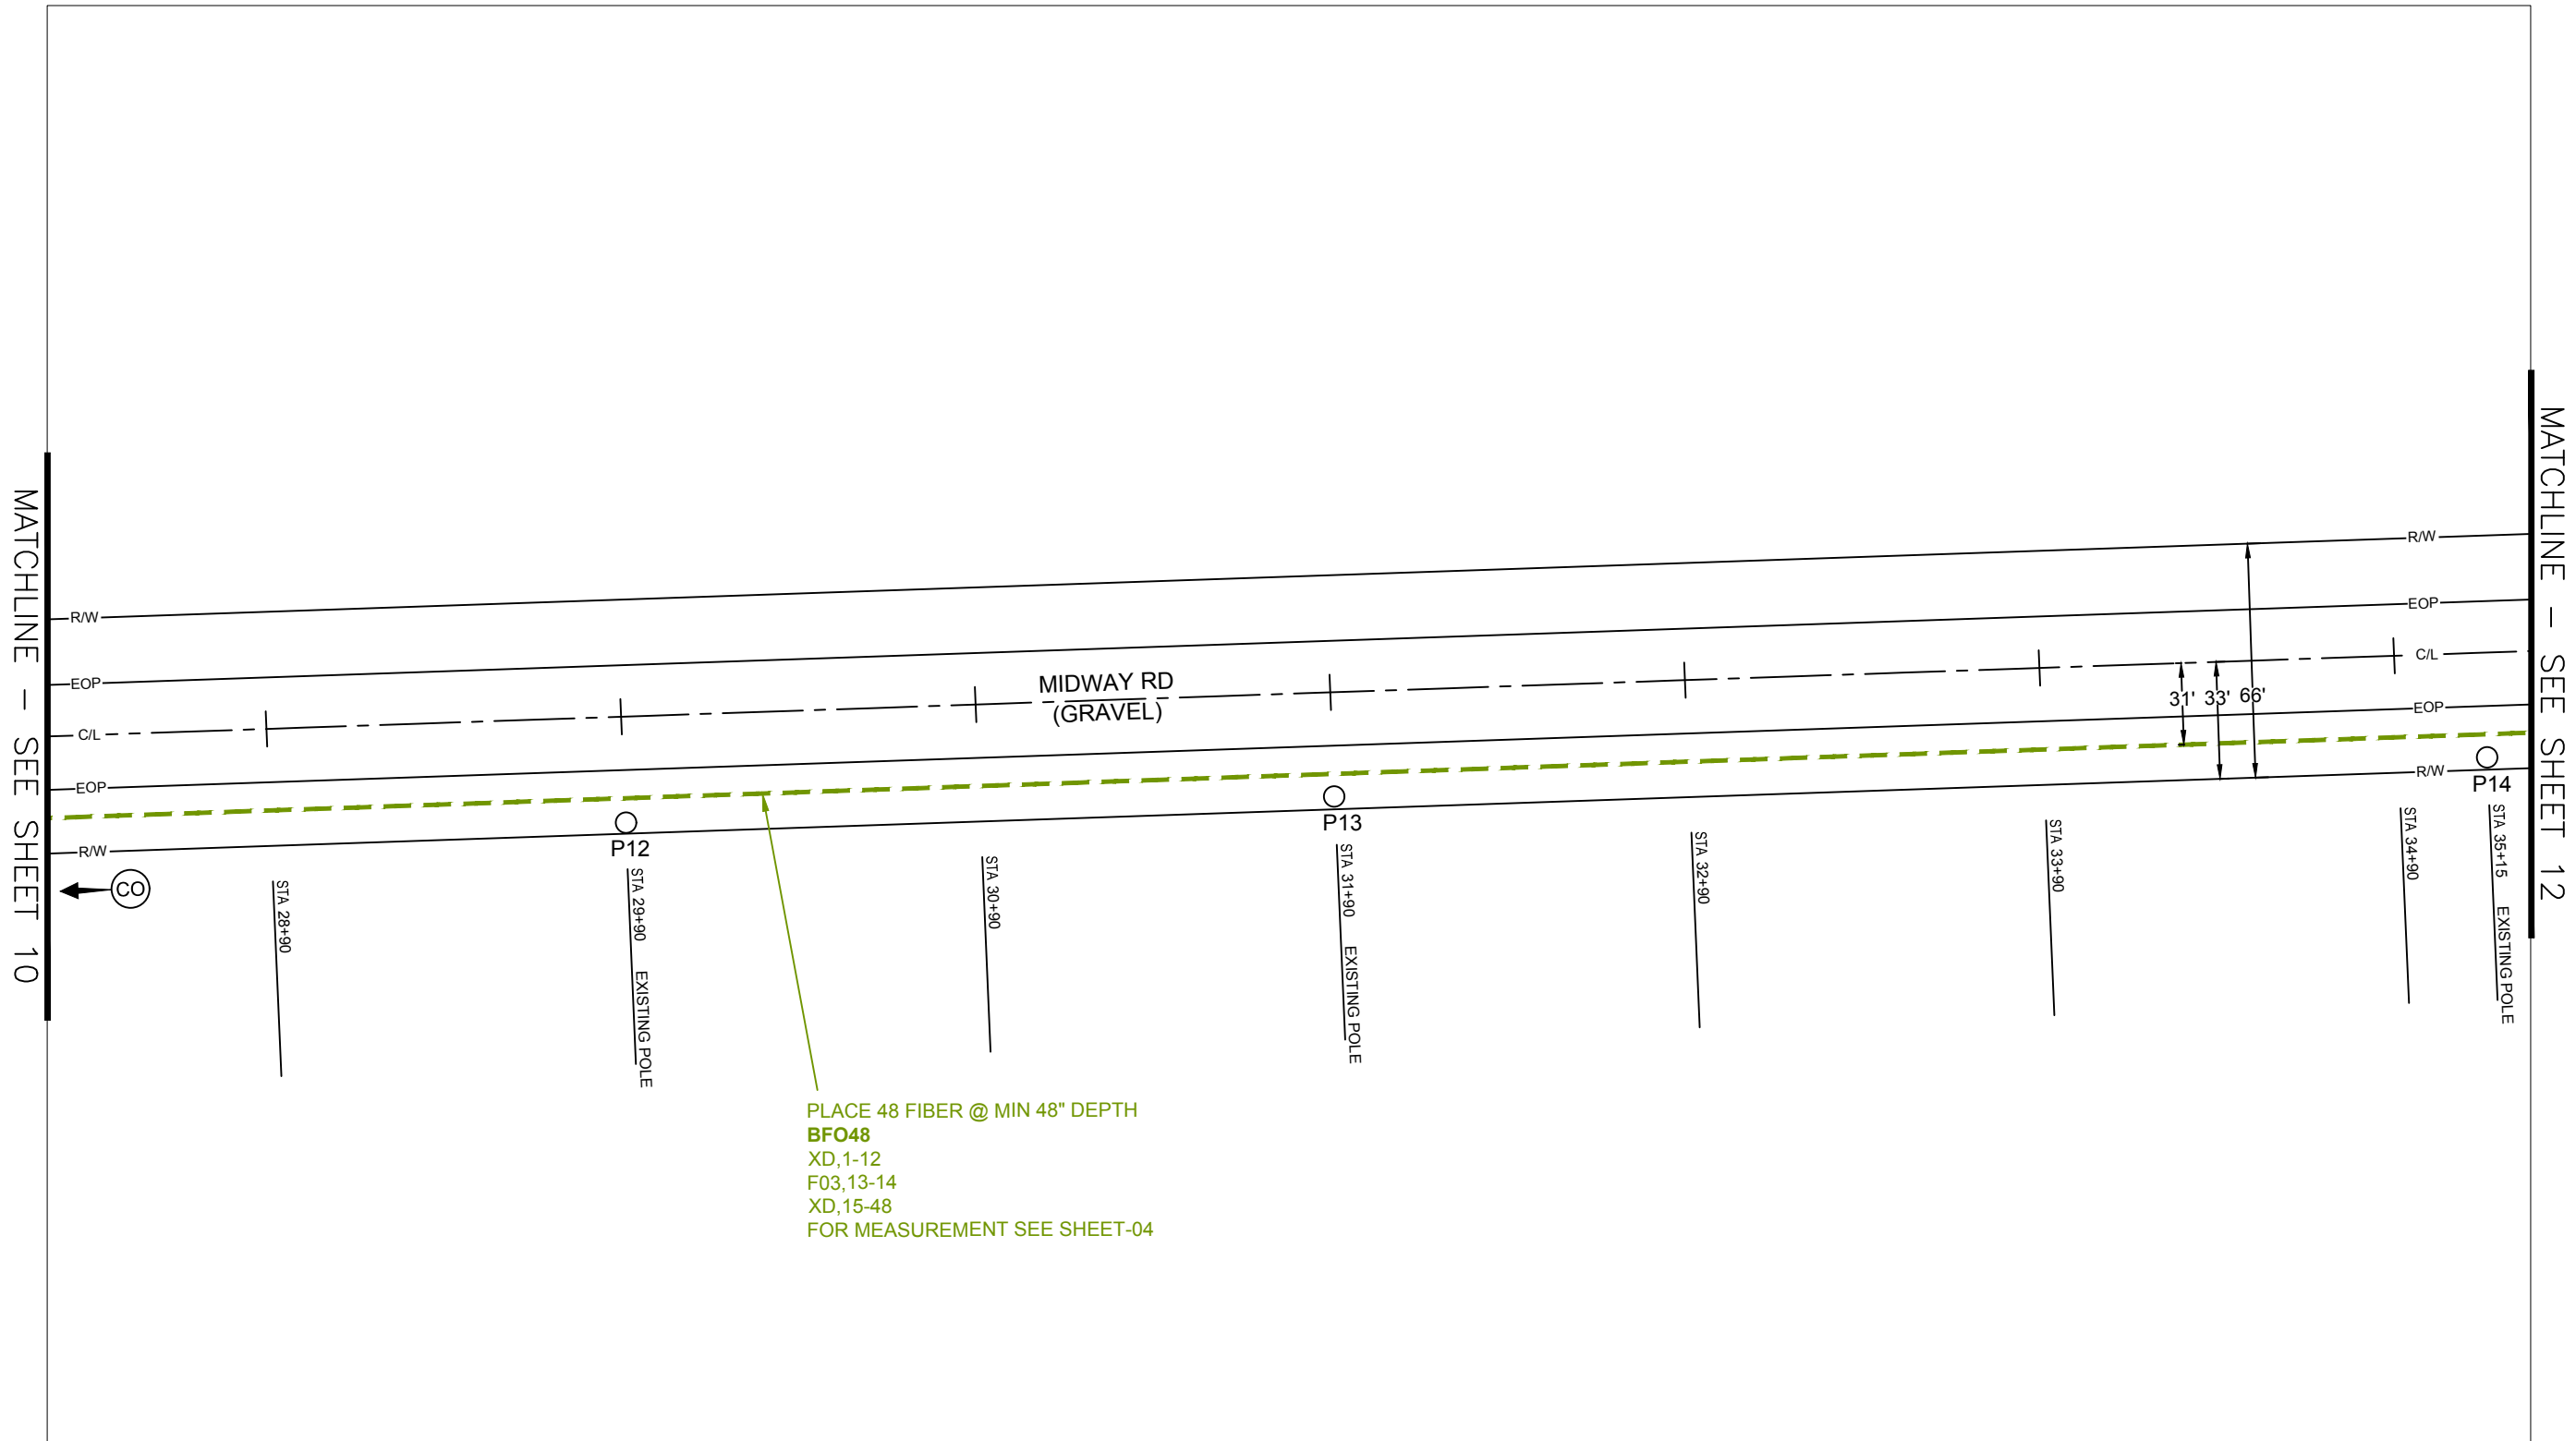 MATCHLINE - SEE SHEET 10
MATCHLINE - SEE SHEET 12
R/W
R/W
EOP
EOP
C/L
C/L
MIDWAY RD
(GRAVEL)
31' 33' 66'
EOP
EOP
R/W
R/W
CO
P12
P13
P14
STA 28+90
STA 29+90 EXISTING POLE
STA 30+90
STA 31+90 EXISTING POLE
STA 32+90
STA 33+90
STA 34+90
STA 35+15 EXISTING POLE
PLACE 48 FIBER @ MIN 48" DEPTH
BFO48
XD,1-12
F03,13-14
XD,15-48
FOR MEASUREMENT SEE SHEET-04